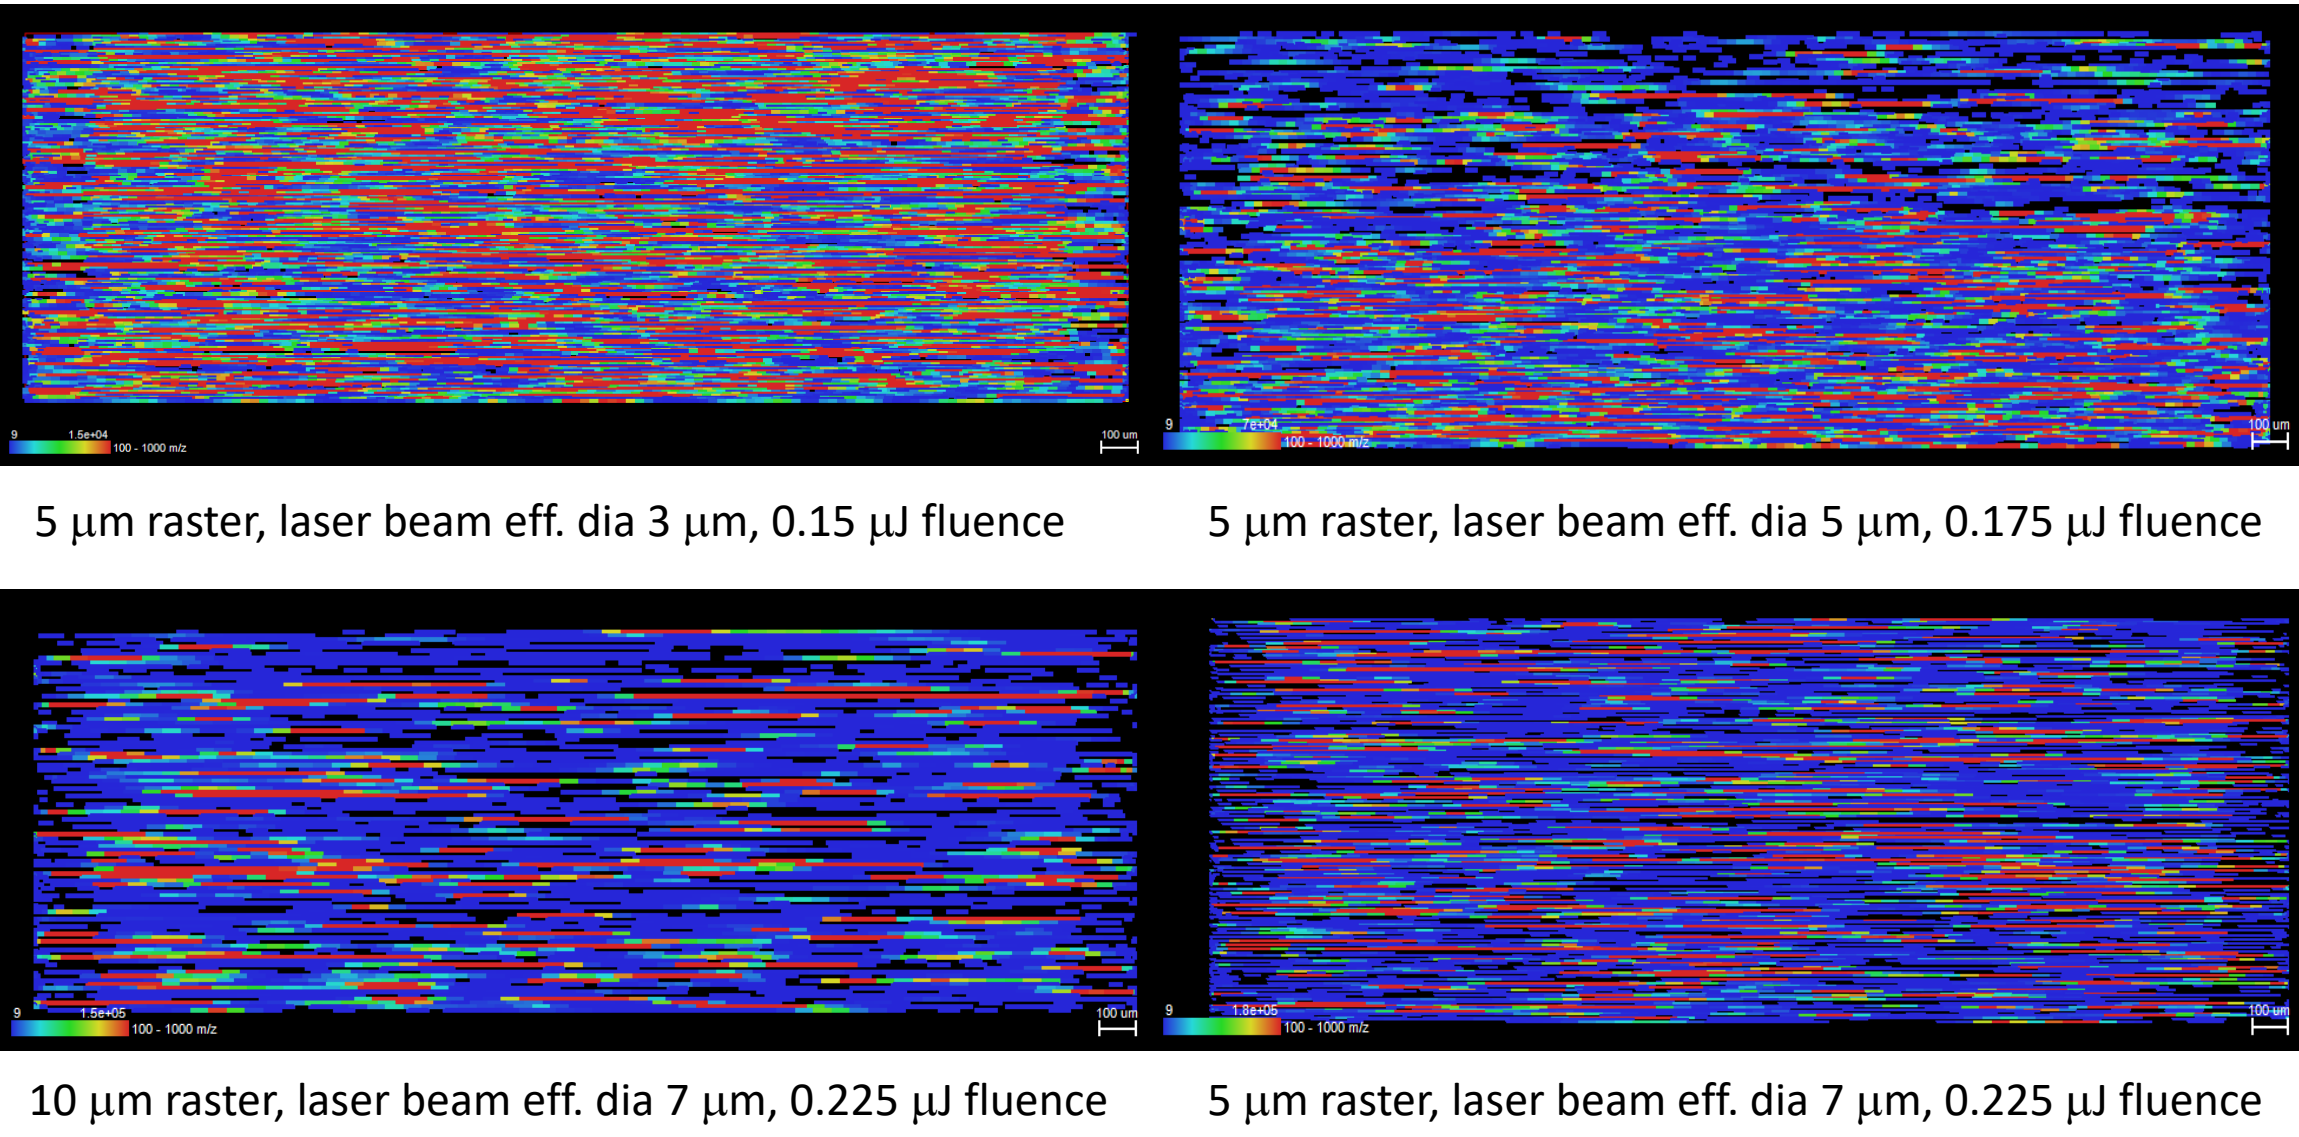 9 1.5e+04 100 - 1000 m/z 100 um
9 7e+04 100 - 1000 m/z 100 um
5 μm raster, laser beam eff. dia 3 μm, 0.15 μJ fluence
5 μm raster, laser beam eff. dia 5 μm, 0.175 μJ fluence
9 1.5e+05 100 - 1000 m/z 100 um
9 1.8e+05 100 - 1000 m/z 100 um
10 μm raster, laser beam eff. dia 7 μm, 0.225 μJ fluence
5 μm raster, laser beam eff. dia 7 μm, 0.225 μJ fluence